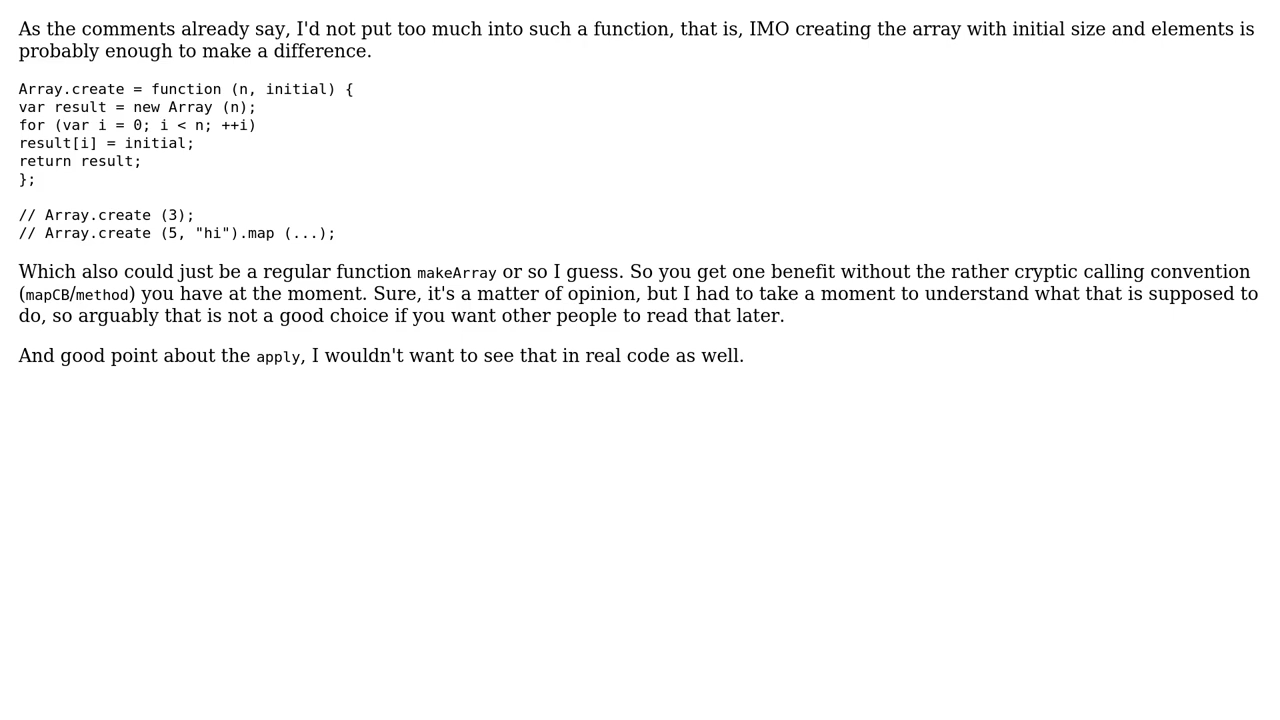 As the comments already say, I'd not put too much into such a function, that is, IMO creating the array with initial size and elements is
probably enough to make a difference.
Array.create = function (n, initial) {
var result = new Array (n);
for (var i = 0; i < n; ++i)
result[i] = initial;
return result;
};
// Array.create (3);
// Array.create (5, "hi").map (...);
Which also could just be a regular function makeArray or so I guess. So you get one benefit without the rather cryptic calling convention
(mapCB/method) you have at the moment. Sure, it's a matter of opinion, but I had to take a moment to understand what that is supposed to
do, so arguably that is not a good choice if you want other people to read that later.
And good point about the apply, I wouldn't want to see that in real code as well.